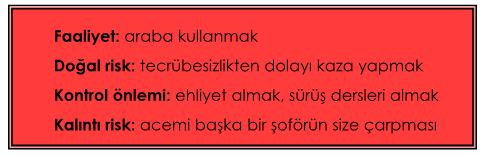 Faaliyet: araba kullanmak
Doğal risk: tecrübesizlikten dolayı kaza yapmak
Kontrol önlemi: ehliyet almak, sürüş dersleri almak
Kalıntı risk: acemi başka bir şoförün size çarpması